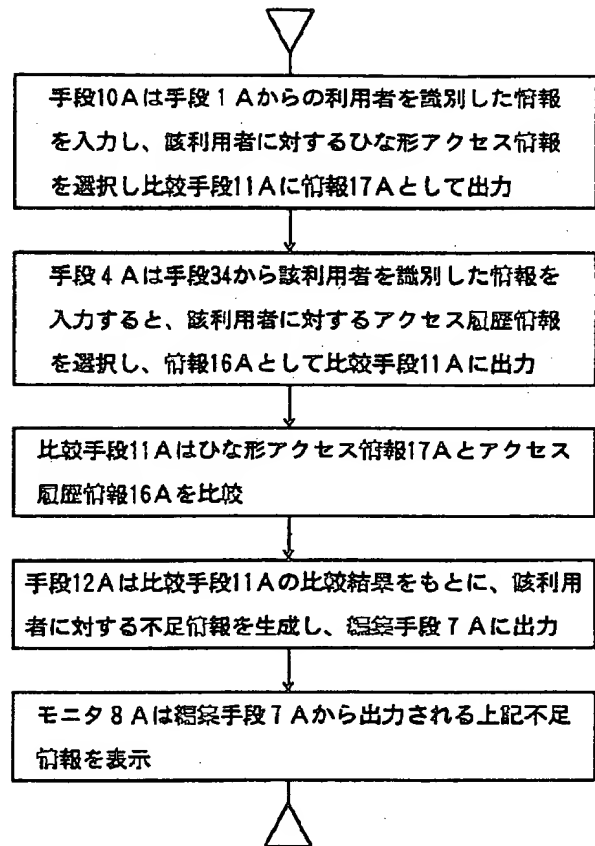 手段10Aは手段1Aからの利用者を識別した情報
を入力し、該利用者に対するひな形アクセス情報
を選択し比較手段11Aに情報17Aとして出力
手段4Aは手段34から該利用者を識別した情報を
入力すると、該利用者に対するアクセス履歴情報
を選択し、情報16Aとして比較手段11Aに出力
比較手段11Aはひな形アクセス情報17Aとアクセス
履歴情報16Aを比較
手段12Aは比較手段11Aの比較結果をもとに、該利用
者に対する不足情報を生成し、編集手段7Aに出力
モニタ8Aは編集手段7Aから出力される上記不足
情報を表示